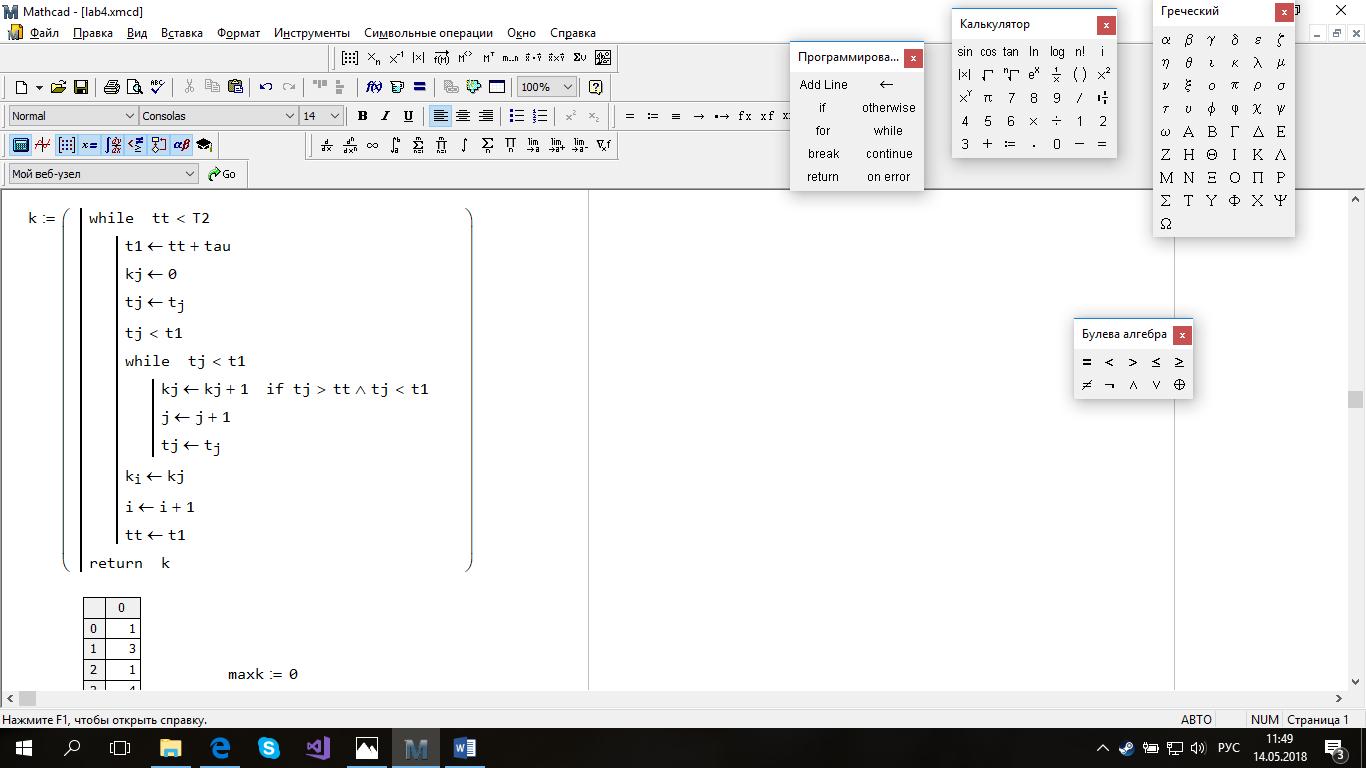 Mathcad - [lab4.xmcd]
Файл Правка Вид Вставка Формат Инструменты Символьные операции Окно Справка
100%
Normal Consolas 14 B I U
Мой веб-узел Go
k := while tt < T2
t1 ← tt + tau
kj ← 0
tj ← tj
tj < t1
while tj < t1
kj ← kj + 1 if tj > tt ∧ tj < t1
j ← j + 1
tj ← tj
ki ← kj
i ← i + 1
tt ← t1
return k
0
0 1
1 3
2 1
maxk := 0
Программирова... x
Add Line ←
if otherwise
for while
break continue
return on error
Калькулятор x
sin cos tan ln log n! i
|×| √ ⁿ√ eˣ 1/x ( ) x²
xʸ π 7 8 9 /
4 5 6 × ÷ 1 2
3 + := . 0 − =
Греческий x
α β γ δ ε ζ
η θ ι κ λ μ
ν ξ ο π ρ σ
τ υ φ ϕ χ ψ
ω Α Β Γ Δ Ε
Ζ Η Θ Ι Κ Λ
Μ Ν Ξ Ο Π Ρ
Σ Τ Υ Φ Χ Ψ
Ω
Булева алгебра x
= < > ≤ ≥
≠ ¬ ∧ ∨ ⊕
Нажмите F1, чтобы открыть справку.
АВТО NUM Страница 1
РУС 11:49
14.05.2018
3